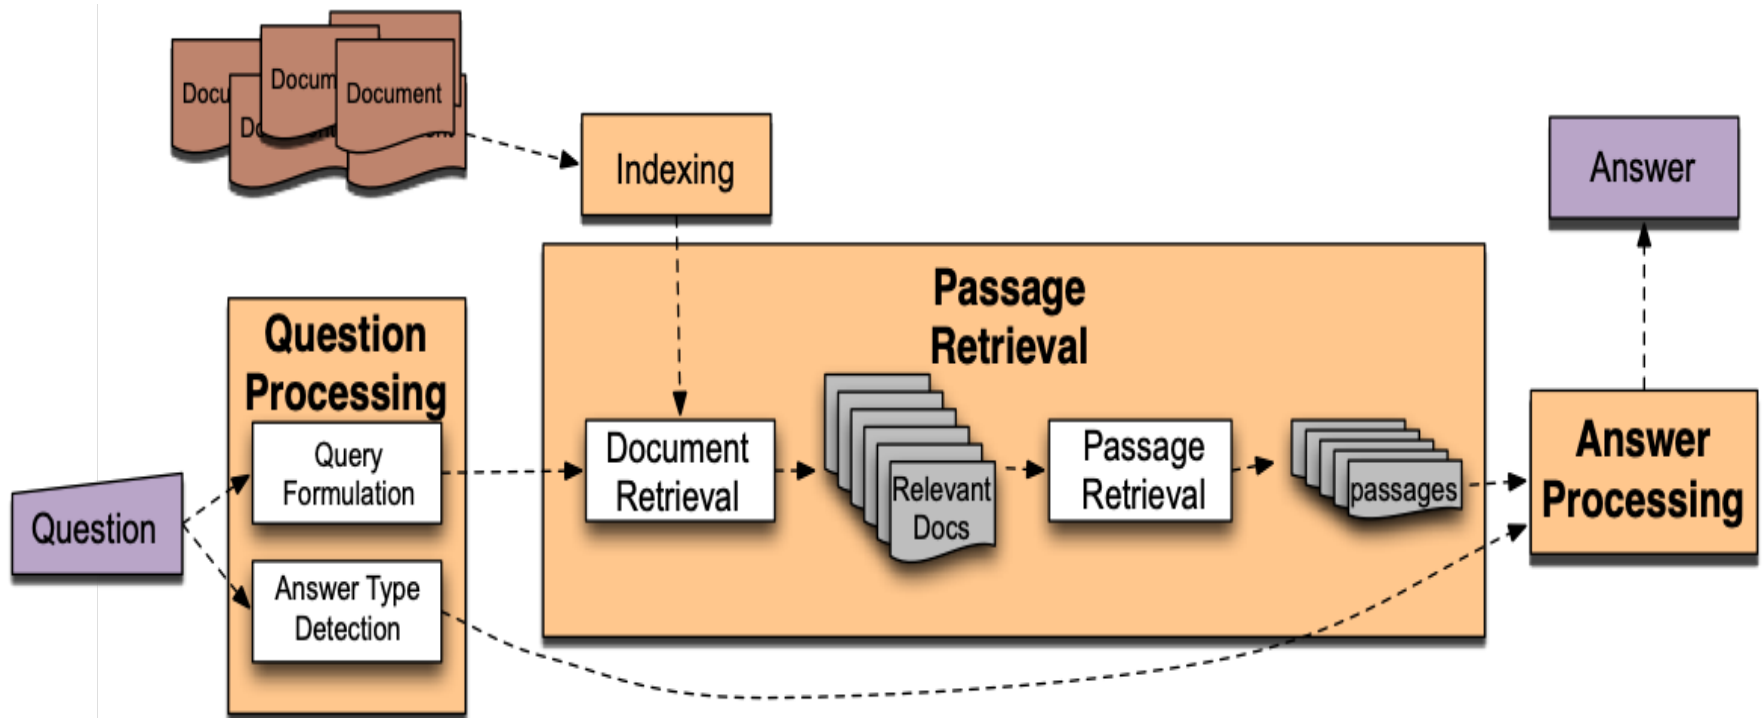 Docu
Docum
Document
Indexing
Answer
Passage
Retrieval
Question
Processing
Query
Formulation
Answer Type
Detection
Question
Document
Retrieval
Relevant
Docs
Passage
Retrieval
passages
Answer
Processing